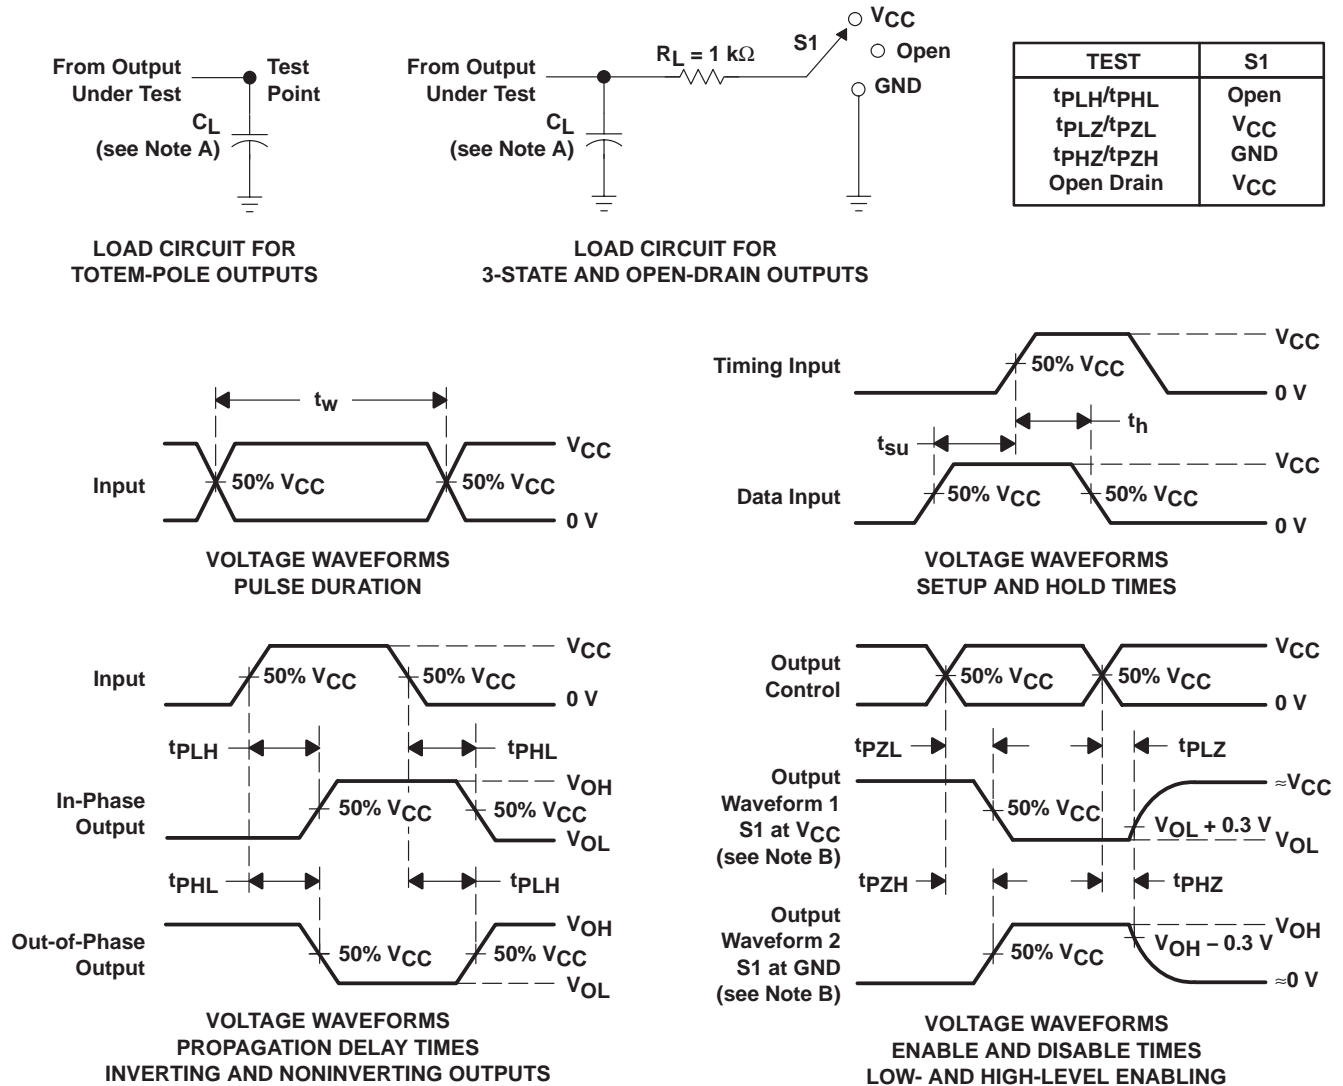 From Output
Under Test
Test
Point
CL
(see Note A)
LOAD CIRCUIT FOR
TOTEM-POLE OUTPUTS
From Output
Under Test
CL
(see Note A)
RL = 1 kΩ
S1
VCC
Open
GND
LOAD CIRCUIT FOR
3-STATE AND OPEN-DRAIN OUTPUTS
TEST S1
tPLH/tPHL Open
tPLZ/tPZL VCC
tPHZ/tPZH GND
Open Drain VCC
tw
Input
50% VCC
50% VCC
VCC
0 V
VOLTAGE WAVEFORMS
PULSE DURATION
Timing Input
50% VCC
VCC
0 V
tsu
th
Data Input
50% VCC
50% VCC
VCC
0 V
VOLTAGE WAVEFORMS
SETUP AND HOLD TIMES
Input
50% VCC
50% VCC
VCC
0 V
tPLH
tPHL
In-Phase
Output
50% VCC
50% VCC
VOH
VOL
tPHL
tPLH
Out-of-Phase
Output
50% VCC
50% VCC
VOH
VOL
VOLTAGE WAVEFORMS
PROPAGATION DELAY TIMES
INVERTING AND NONINVERTING OUTPUTS
Output
Control
50% VCC
50% VCC
VCC
0 V
tPZL
tPLZ
Output
Waveform 1
S1 at VCC
(see Note B)
50% VCC
≈VCC
VOL + 0.3 V
VOL
tPZH
tPHZ
Output
Waveform 2
S1 at GND
(see Note B)
50% VCC
VOH
VOH − 0.3 V
≈0 V
VOLTAGE WAVEFORMS
ENABLE AND DISABLE TIMES
LOW- AND HIGH-LEVEL ENABLING